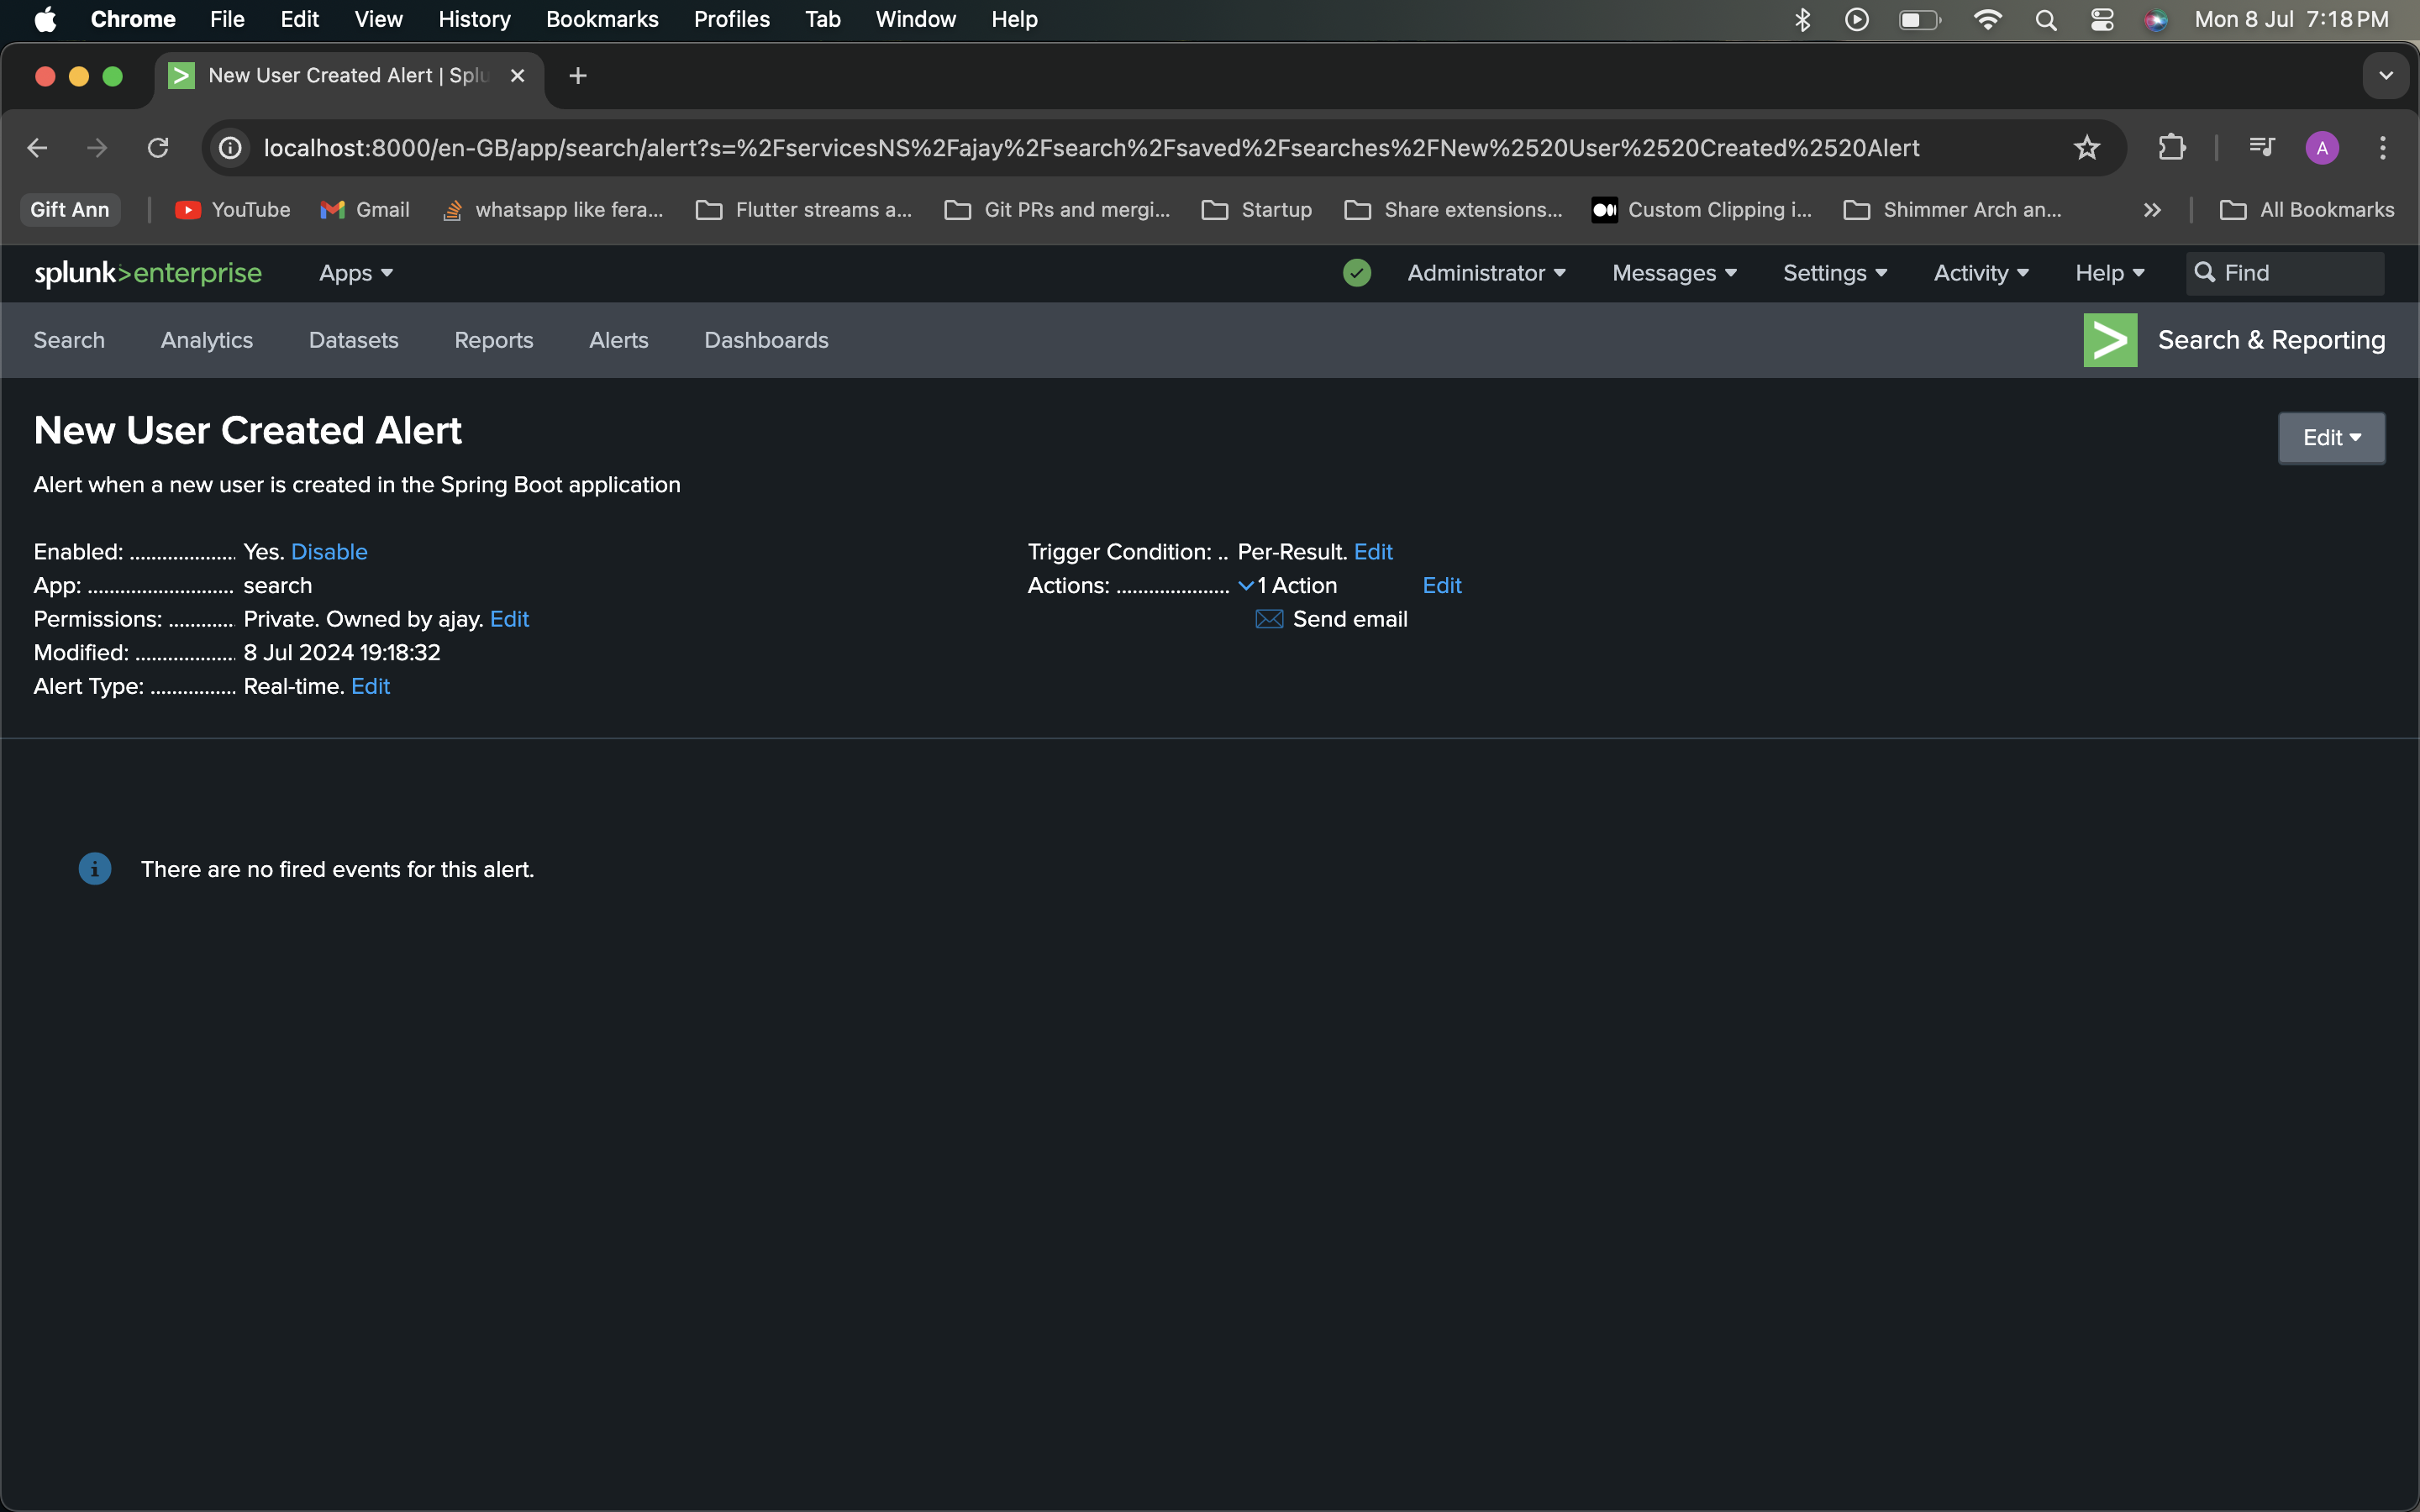 Chrome File Edit View History Bookmarks Profiles Tab Window Help Mon 8 Jul 7:18 PM
New User Created Alert | Splu
localhost:8000/en-GB/app/search/alert?s=%2FservicesNS%2Fajay%2Fsearch%2Fsaved%2Fsearches%2FNew%2520User%2520Created%2520Alert A
Gift Ann YouTube Gmail whatsapp like fera... Flutter streams a... Git PRs and mergi... Startup Share extensions... Custom Clipping i... Shimmer Arch an... All Bookmarks
splunk>enterprise Apps Administrator Messages Settings Activity Help Find
Search Analytics Datasets Reports Alerts Dashboards Search & Reporting
New User Created Alert Edit
Alert when a new user is created in the Spring Boot application
Enabled: ................... Yes. Disable
App: .......................... search
Permissions: ............ Private. Owned by ajay. Edit
Modified: .................. 8 Jul 2024 19:18:32
Alert Type: ............... Real-time. Edit
Trigger Condition: .. Per-Result. Edit
Actions: .................... 1 Action Edit
Send email
There are no fired events for this alert.